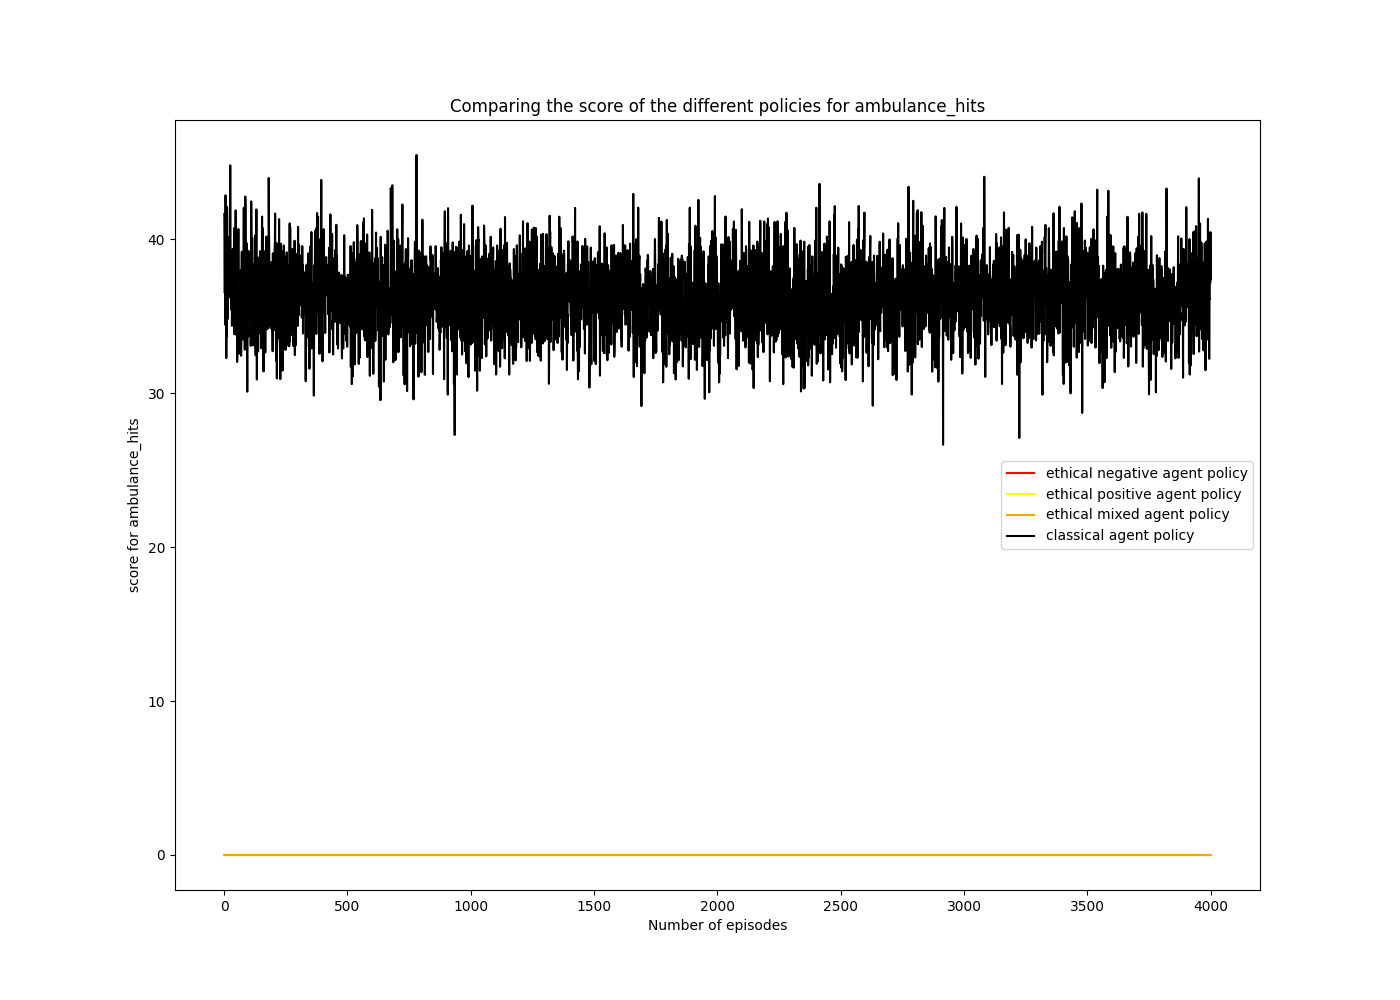 Comparing the score of the different policies for ambulance_hits
40
30
20
10
0
score for ambulance_hits
ethical negative agent policy
ethical positive agent policy
ethical mixed agent policy
classical agent policy
0 500 1000 1500 2000 2500 3000 3500 4000
Number of episodes